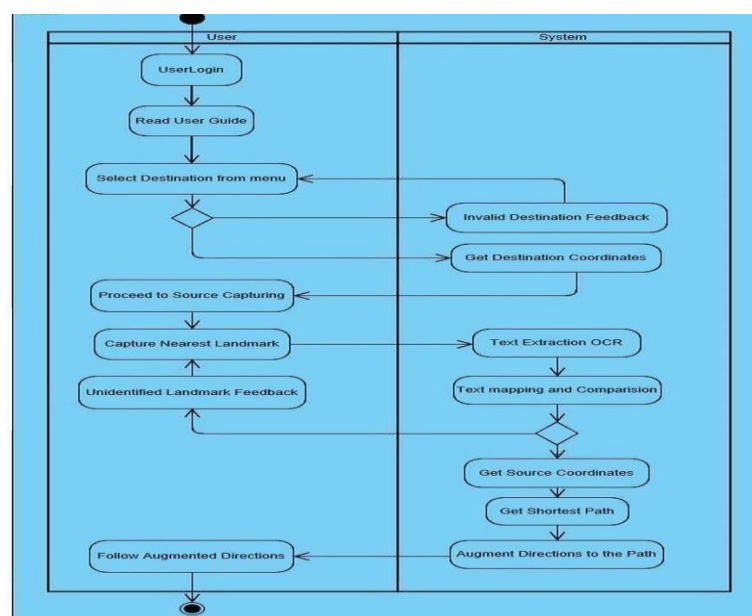 User
System
UserLogin
Read User Guide
Select Destination from menu
Invalid Destination Feedback
Get Destination Coordinates
Proceed to Source Capturing
Capture Nearest Landmark
Text Extraction OCR
Unidentified Landmark Feedback
Text mapping and Comparision
Get Source Coordinates
Get Shortest Path
Follow Augmented Directions
Augment Directions to the Path